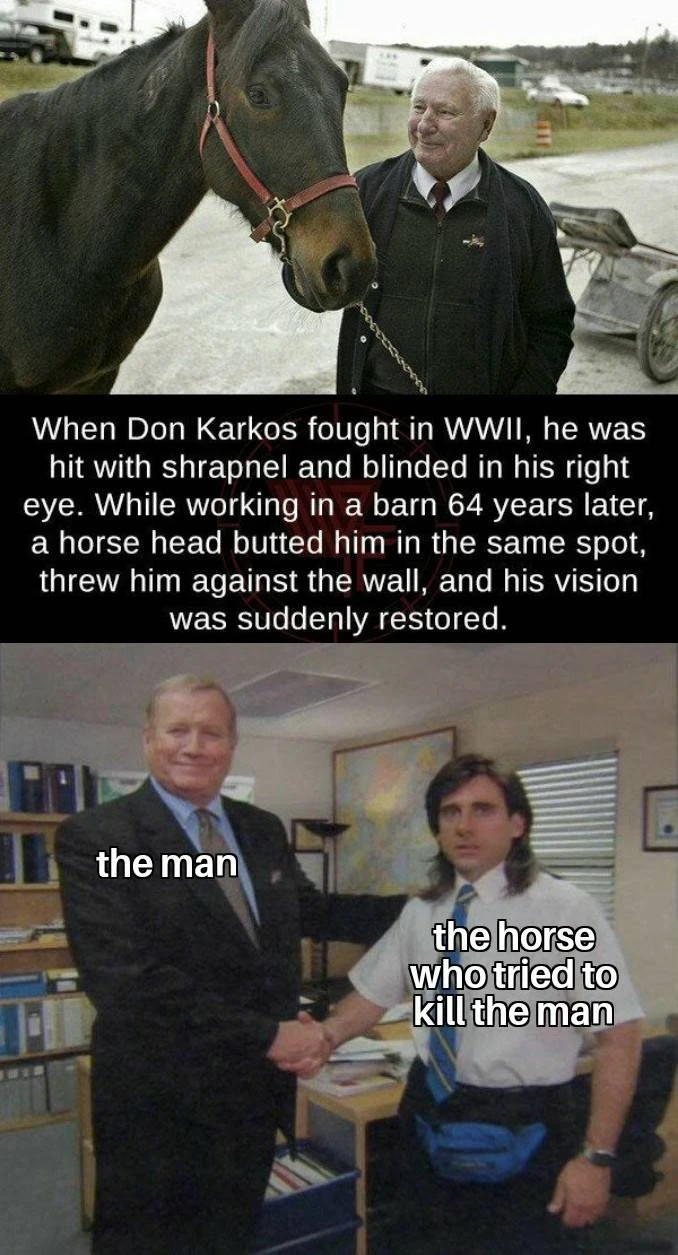 When Don Karkos fought in WWII, he was
hit with shrapnel and blinded in his right
eye. While working in a barn 64 years later,
a horse head butted him in the same spot,
threw him against the wall, and his vision
was suddenly restored.
the man
the horse
who tried to
kill the man